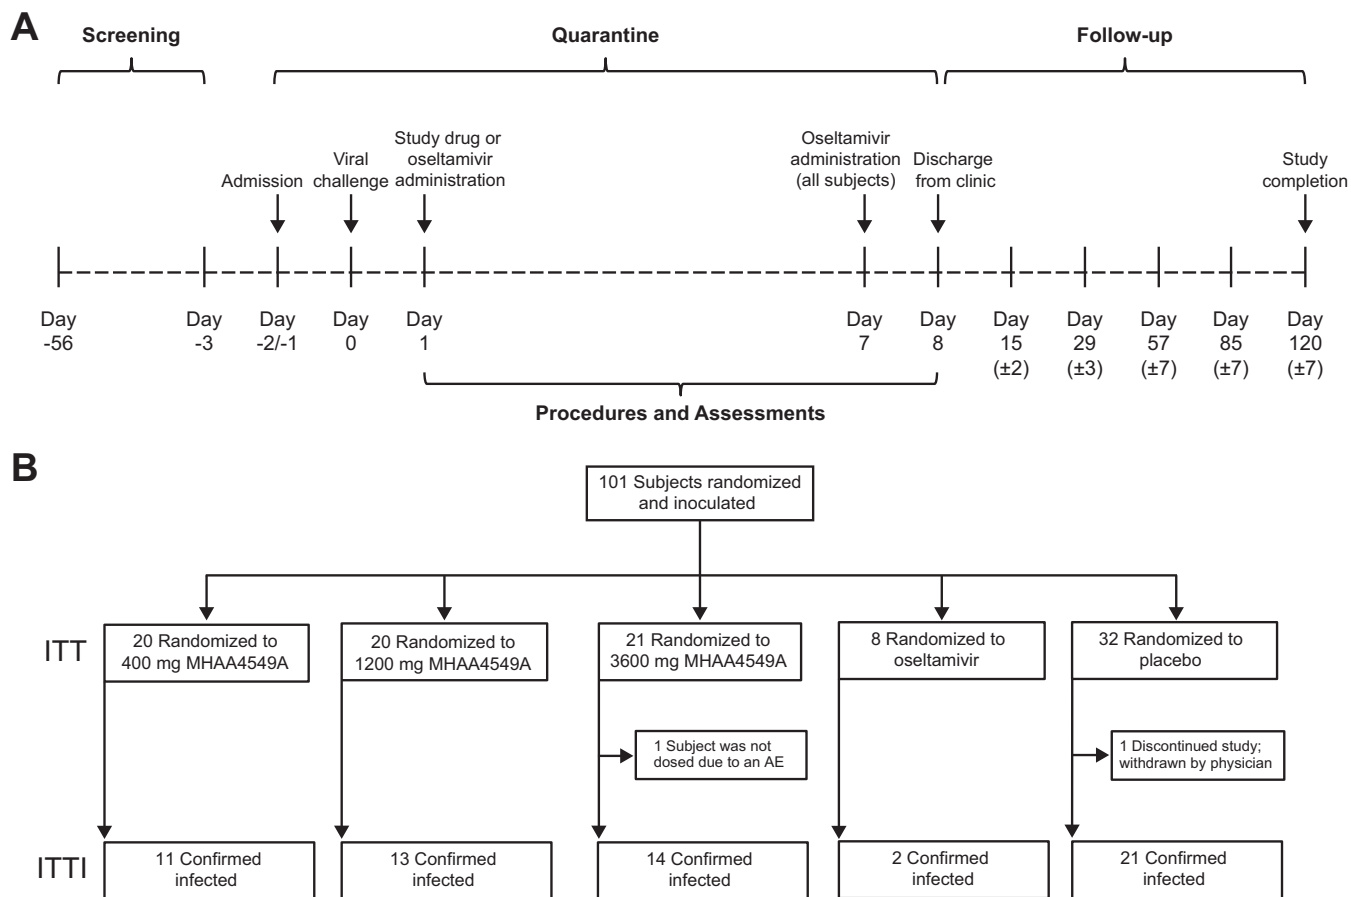 A
Screening
Quarantine
Follow-up
Admission
Viral
challenge
Study drug or
oseltamivir
administration
Oseltamivir
administration
(all subjects)
Discharge
from clinic
Study
completion
Day
-56
Day
-3
Day
-2/-1
Day
0
Day
1
Day
7
Day
8
Day
15
(±2)
Day
29
(±3)
Day
57
(±7)
Day
85
(±7)
Day
120
(±7)
Procedures and Assessments
B
101 Subjects randomized
and inoculated
ITT
20 Randomized to
400 mg MHAA4549A
20 Randomized to
1200 mg MHAA4549A
21 Randomized to
3600 mg MHAA4549A
8 Randomized to
oseltamivir
32 Randomized to
placebo
1 Subject was not
dosed due to an AE
1 Discontinued study;
withdrawn by physician
ITTI
11 Confirmed
infected
13 Confirmed
infected
14 Confirmed
infected
2 Confirmed
infected
21 Confirmed
infected